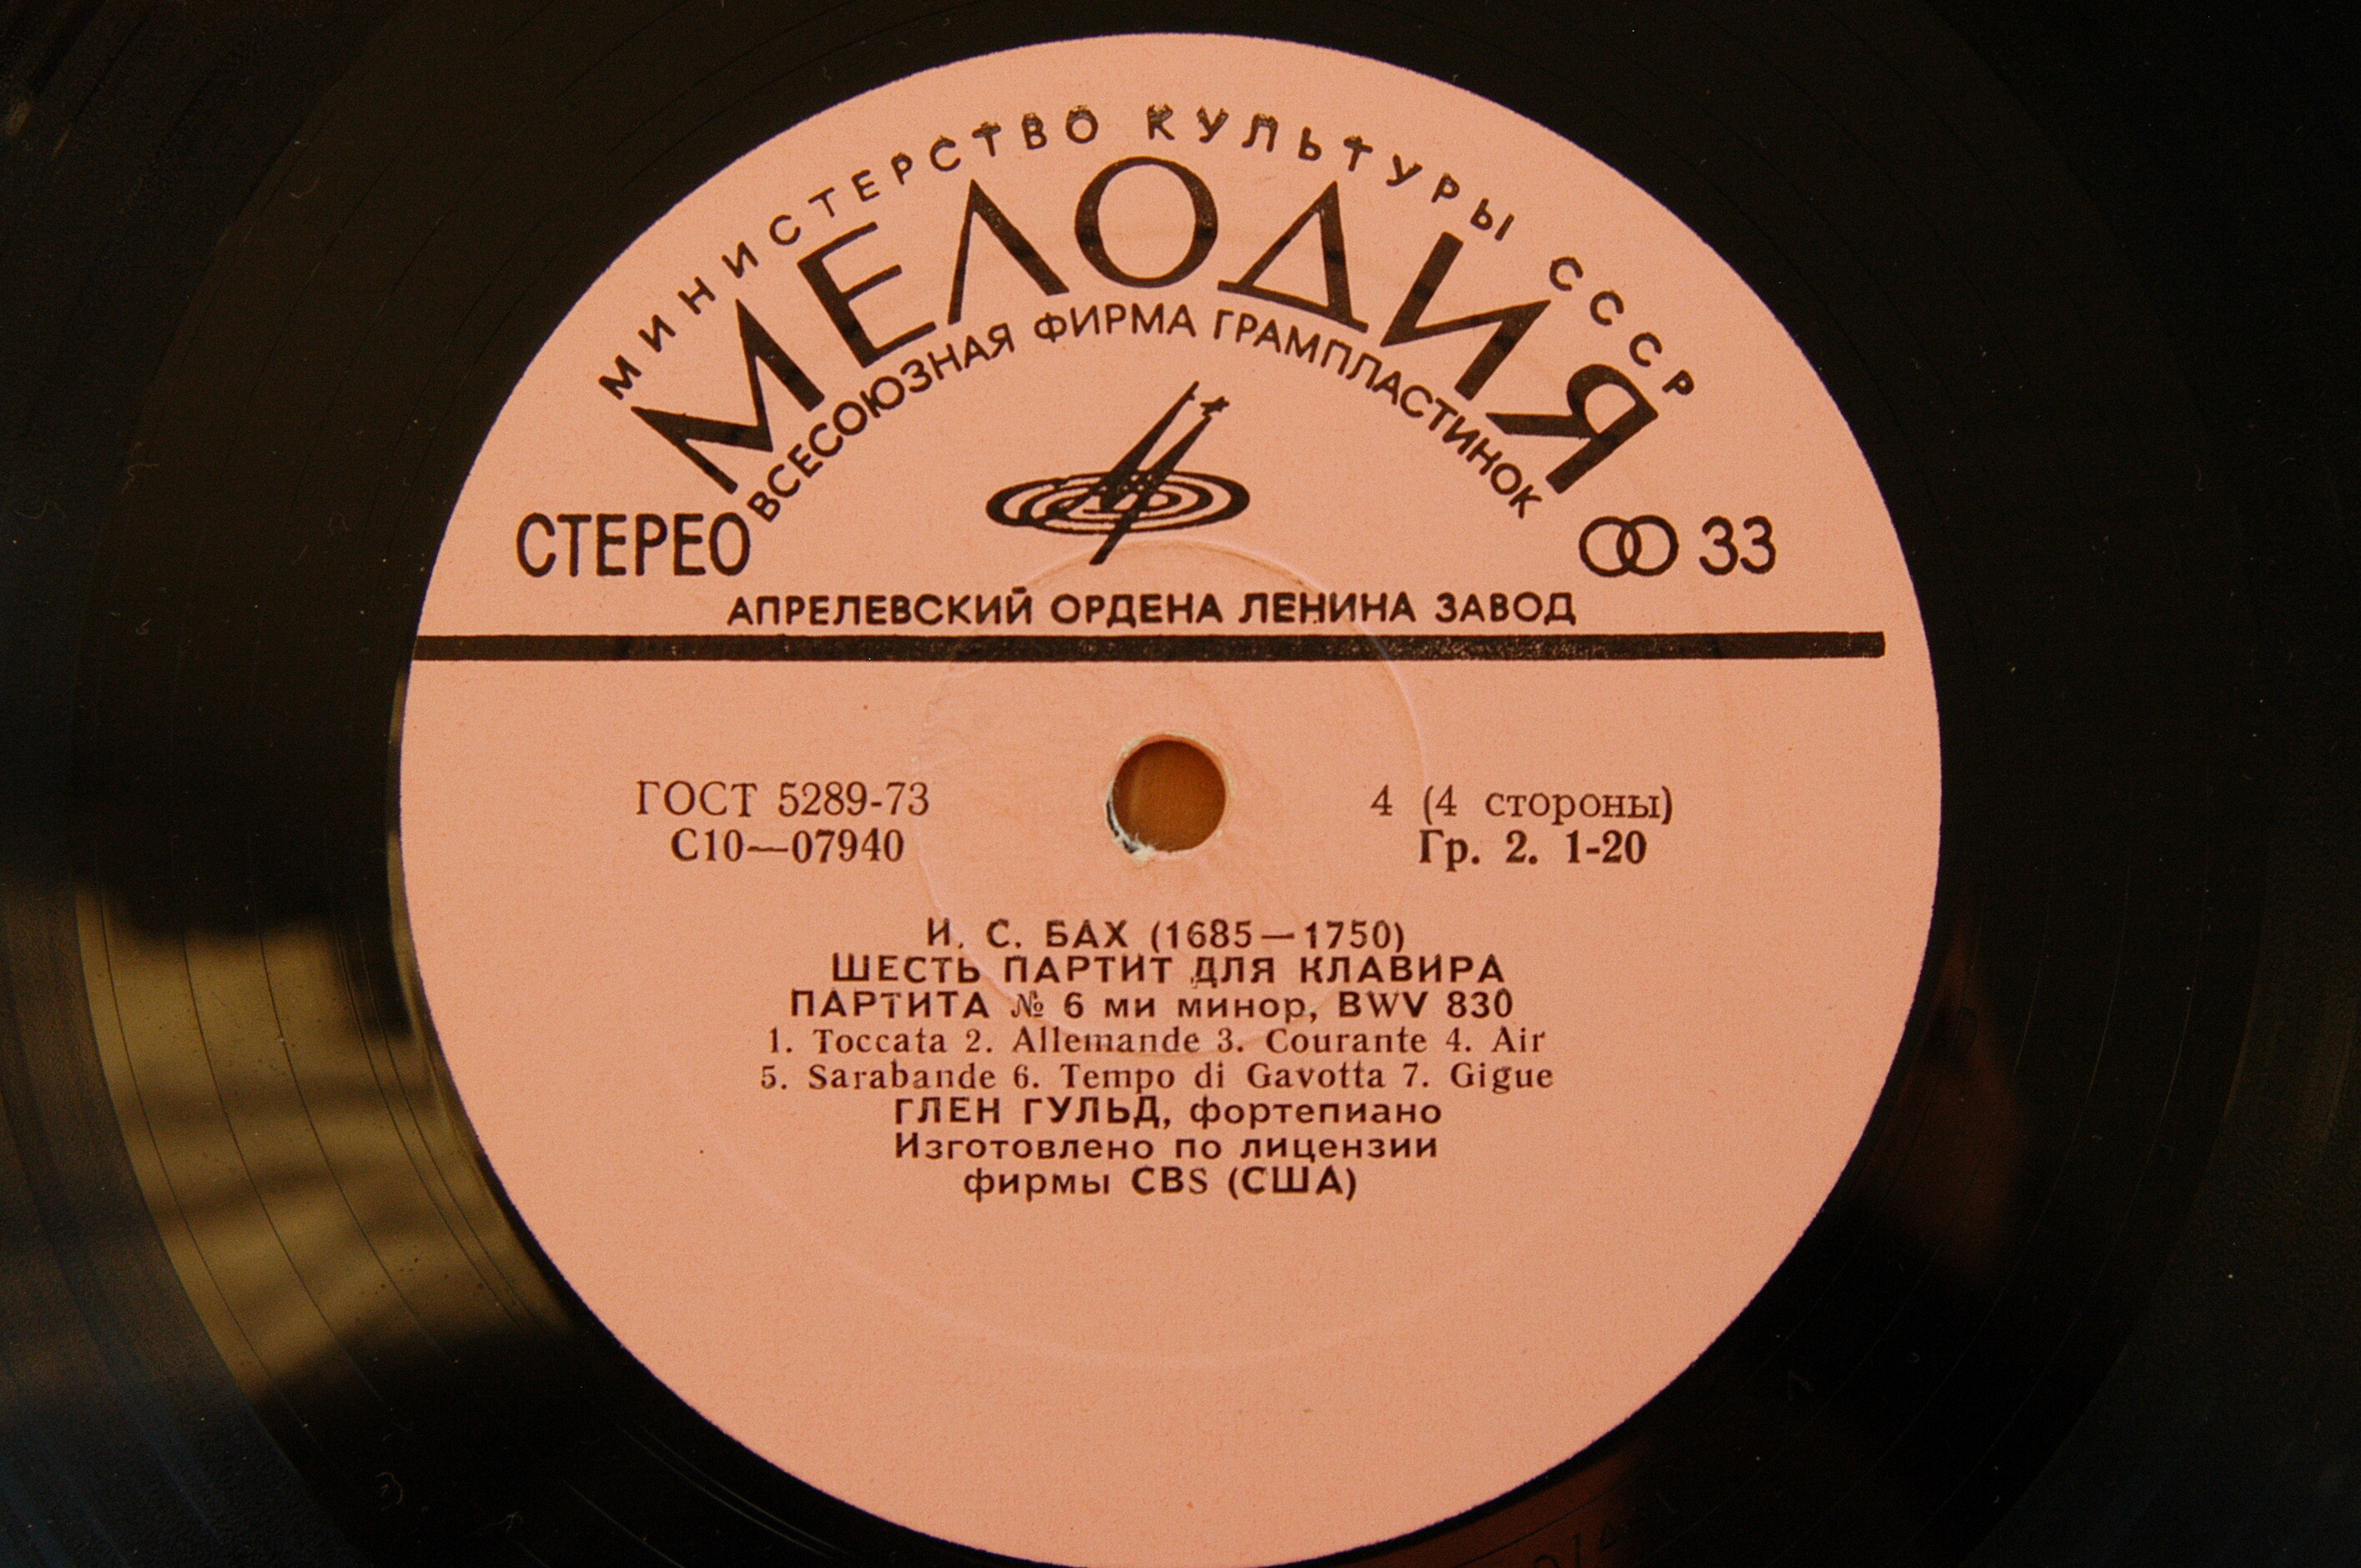 МИНИСТЕРСТВО КУЛЬТУРЫ СССР
МЕЛОДИЯ
ВСЕСОЮЗНАЯ ФИРМА ГРАМПЛАСТИНОК
СТЕРЕО 33
АПРЕЛЕВСКИЙ ОРДЕНА ЛЕНИНА ЗАВОД
ГОСТ 5289-73 4 (4 стороны)
С10—07940 Гр. 2. 1-20
И. С. БАХ (1685—1750)
ШЕСТЬ ПАРТИТ ДЛЯ КЛАВИРА
ПАРТИТА № 6 ми минор, BWV 830
1. Toccata 2. Allemande 3. Courante 4. Air
5. Sarabande 6. Tempo di Gavotta 7. Gigue
ГЛЕН ГУЛЬД, фортепиано
Изготовлено по лицензии
фирмы CBS (США)